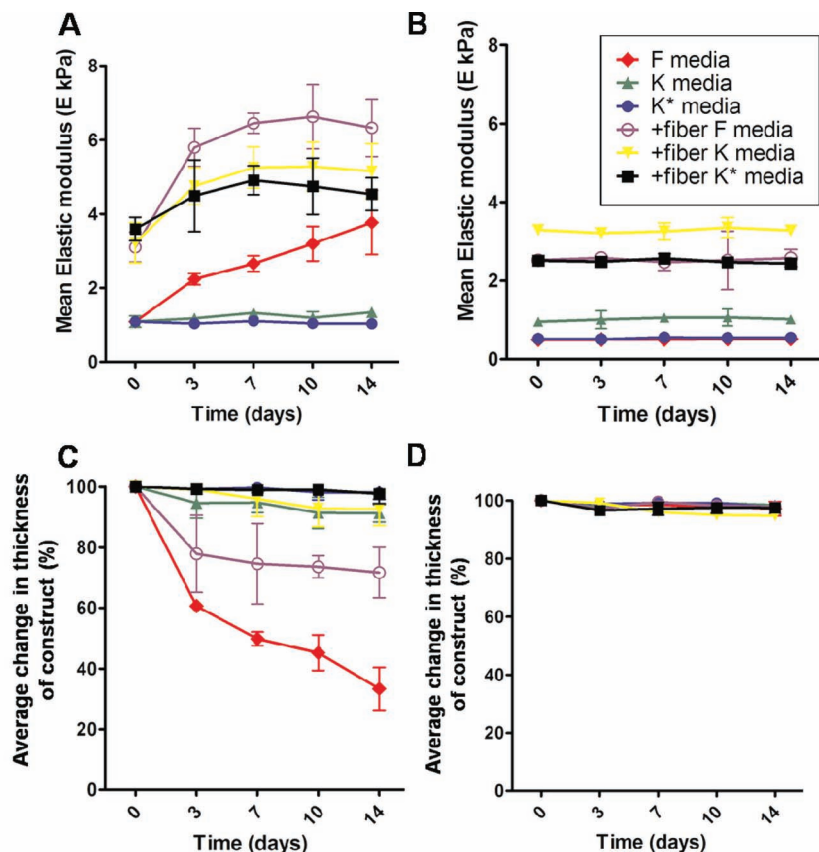 A
Mean Elastic modulus (E kPa)
8
6
4
2
0
0
3
7
10
14
Time (days)
B
Mean Elastic modulus (E kPa)
8
6
4
2
0
0
3
7
10
14
Time (days)
F media
K media
K* media
+fiber F media
+fiber K media
+fiber K* media
C
Average change in thickness
of construct (%)
100
80
60
40
20
0
0
3
7
10
14
Time (days)
D
Average change in thickness
of construct (%)
100
80
60
40
20
0
0
3
7
10
14
Time (days)